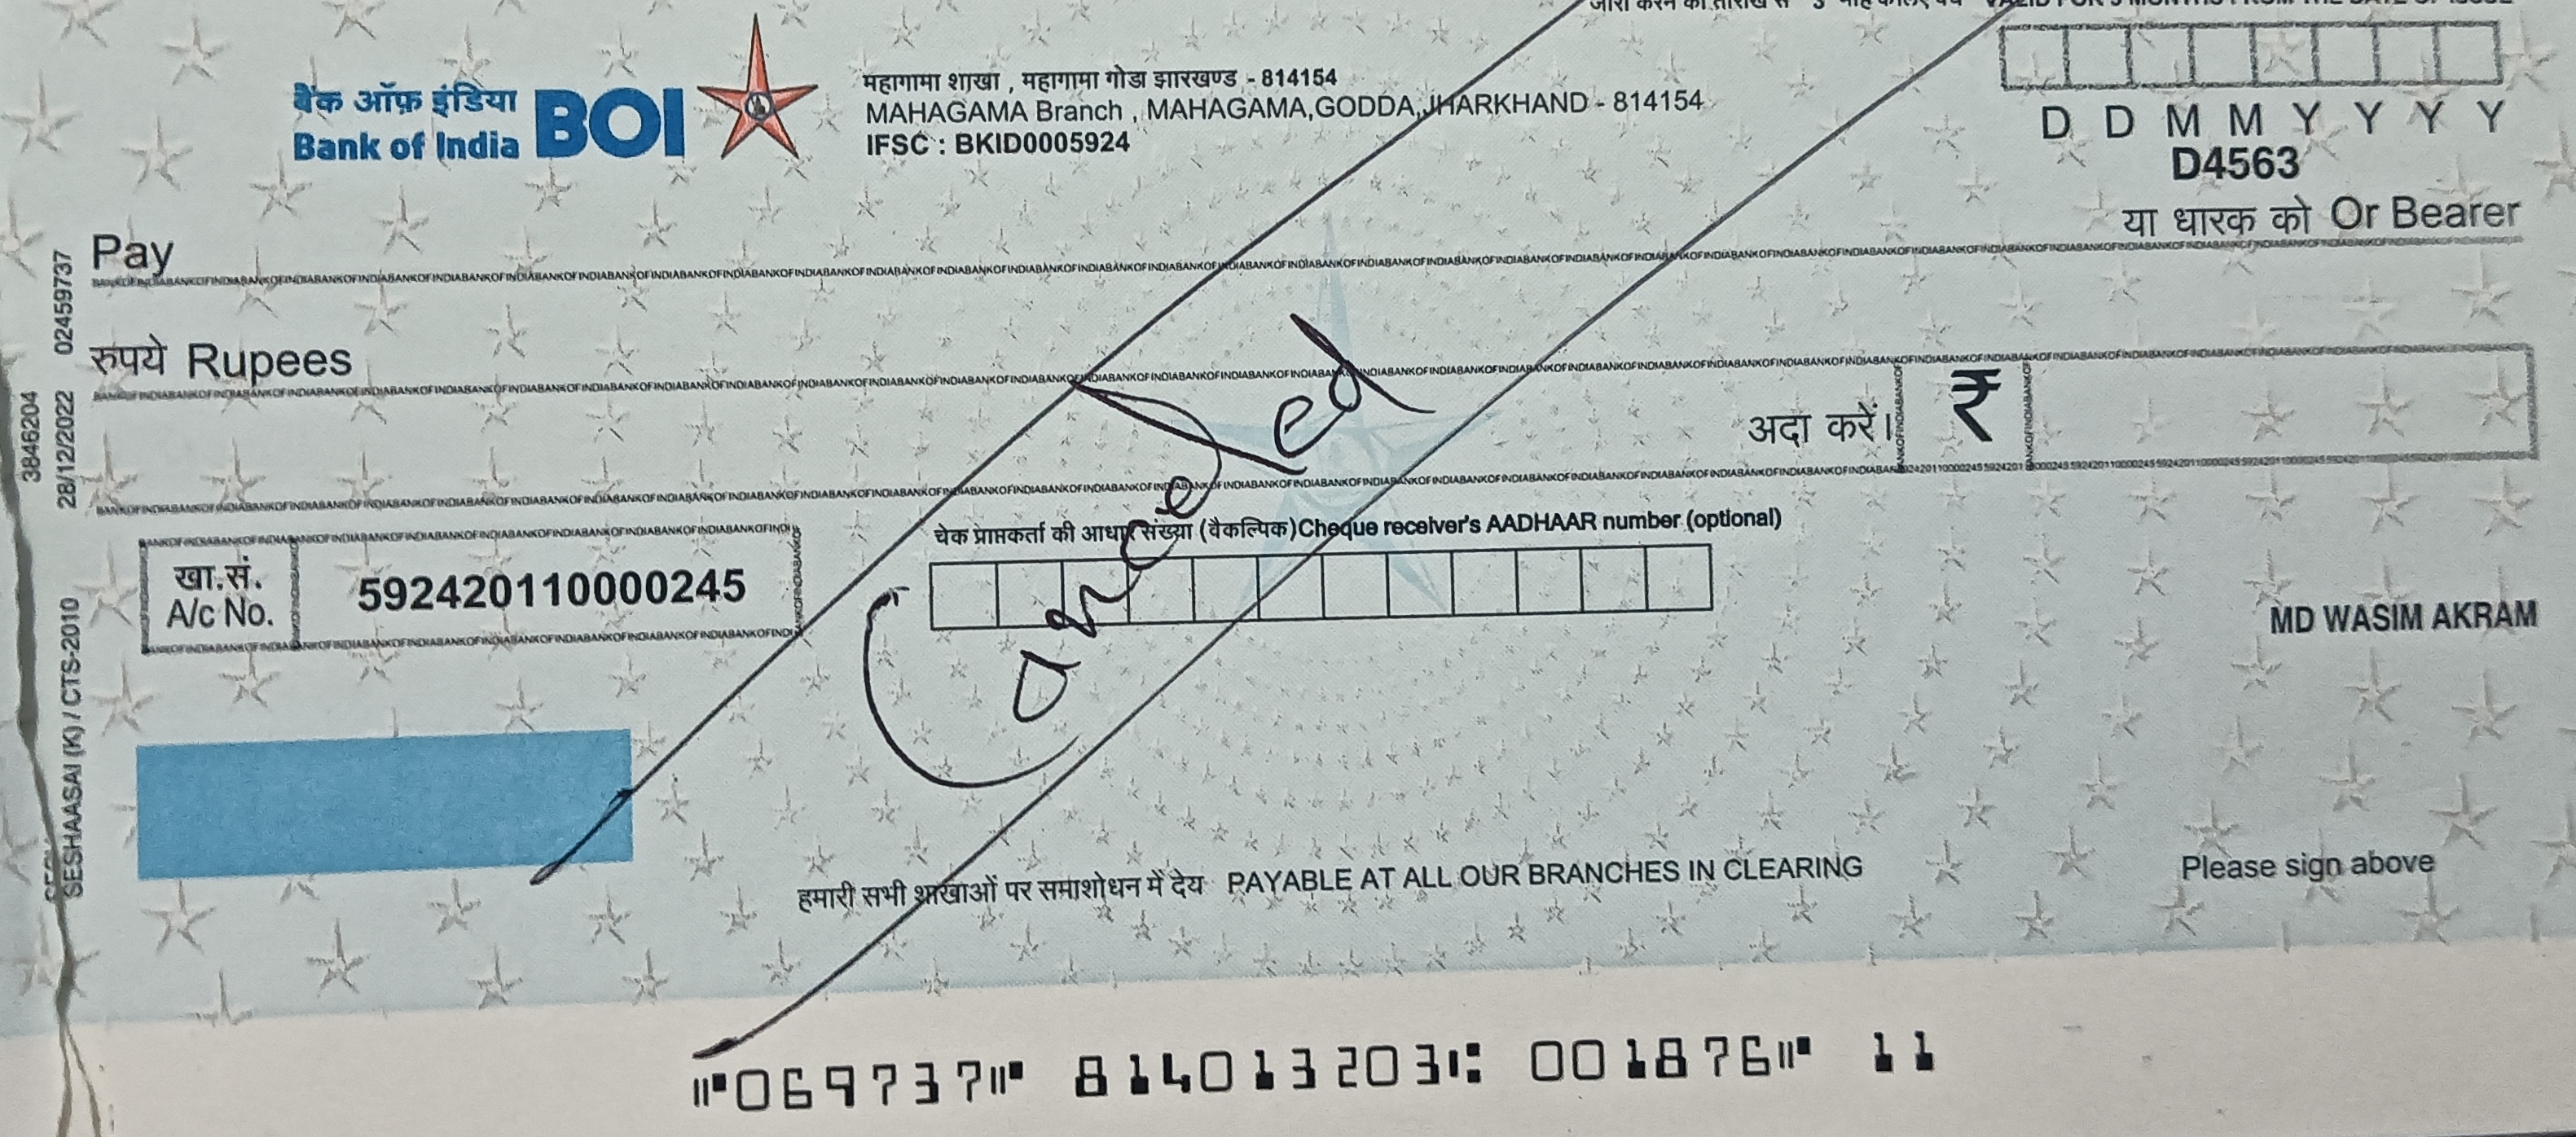 बैंक ऑफ़ इंडिया
Bank of India BOI
महागामा शाखा , महागामा गोडा झारखण्ड - 814154
MAHAGAMA Branch , MAHAGAMA,GODDA,JHARKHAND - 814154
IFSC : BKID0005924
D D M M Y Y Y Y
D4563
या धारक को Or Bearer
Pay
रुपये Rupees
अदा करें। ₹
खा.सं.
A/c No. 592420110000245
चेक प्राप्तकर्ता की आधार संख्या (वैकल्पिक)Cheque receiver's AADHAAR number (optional)
Cancelled
MD WASIM AKRAM
Please sign above
हमारी सभी शाखाओं पर समाशोधन में देय PAYABLE AT ALL OUR BRANCHES IN CLEARING
⑈069737⑈ 814013203⑆ 001876⑈ 11
02459737
3846204
28/12/2022
SESHAASAI (K) / CTS-2010